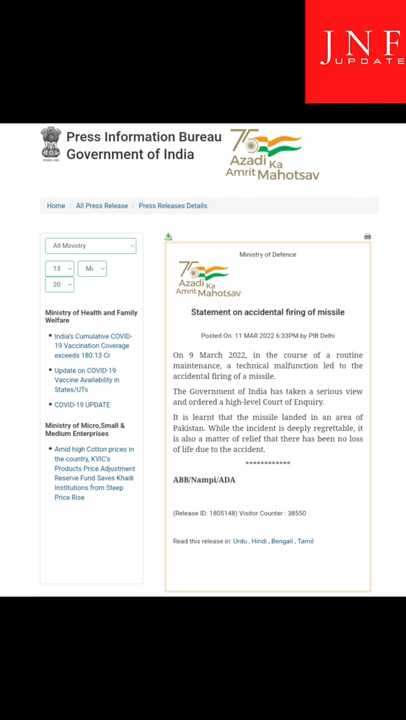 JNF
UPDATE
Press Information Bureau
Government of India
75
Azadi Ka
Amrit Mahotsav
Home / All Press Release / Press Releases Details
All Ministry
13
Ma
20
Ministry of Health and Family
Welfare
India's Cumulative COVID-
19 Vaccination Coverage
exceeds 180.13 Cr
Update on COVID-19
Vaccine Availability in
States/UTs
COVID-19 UPDATE
Ministry of Micro,Small &
Medium Enterprises
Amid high Cotton prices in
the country, KVIC's
Products Price Adjustment
Reserve Fund Saves Khadi
Institutions from Steep
Price Rise
Ministry of Defence
75
Azadi Ka
Amrit Mahotsav
Statement on accidental firing of missile
Posted On: 11 MAR 2022 6:33PM by PIB Delhi
On 9 March 2022, in the course of a routine
maintenance, a technical malfunction led to the
accidental firing of a missile.
The Government of India has taken a serious view
and ordered a high-level Court of Enquiry.
It is learnt that the missile landed in an area of
Pakistan. While the incident is deeply regrettable, it
is also a matter of relief that there has been no loss
of life due to the accident.
************
ABB/Nampi/ADA
(Release ID: 1805148) Visitor Counter : 38550
Read this release in: Urdu , Hindi , Bengali , Tamil